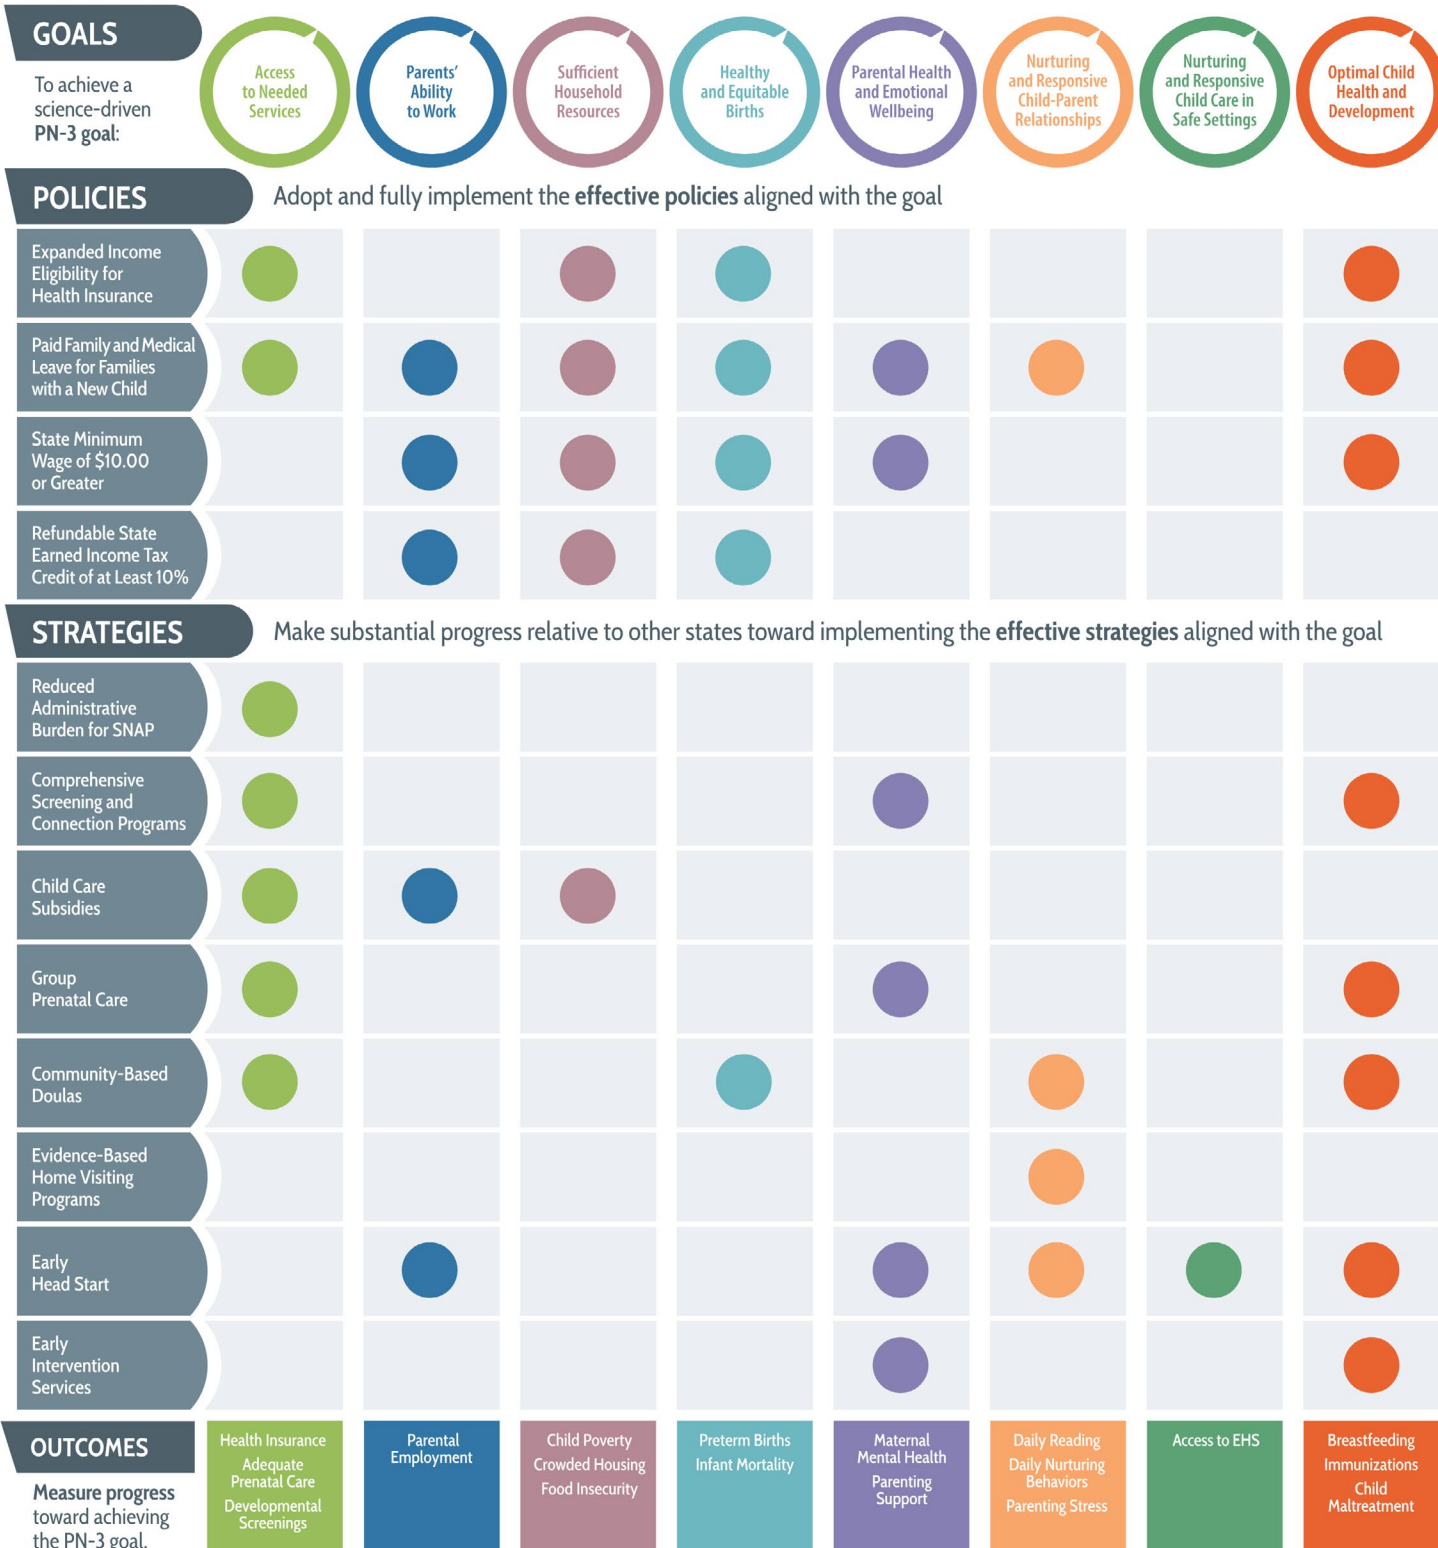 GOALS
To achieve a
science-driven
PN-3 goal:
Access
to Needed
Services
Parents'
Ability
to Work
Sufficient
Household
Resources
Healthy
and Equitable
Births
Parental Health
and Emotional
Wellbeing
Nurturing
and Responsive
Child-Parent
Relationships
Nurturing
and Responsive
Child Care in
Safe Settings
Optimal Child
Health and
Development
POLICIES
Adopt and fully implement the effective policies aligned with the goal
Expanded Income
Eligibility for
Health Insurance
Paid Family and Medical
Leave for Families
with a New Child
State Minimum
Wage of $10.00
or Greater
Refundable State
Earned Income Tax
Credit of at Least 10%
STRATEGIES
Make substantial progress relative to other states toward implementing the effective strategies aligned with the goal
Reduced
Administrative
Burden for SNAP
Comprehensive
Screening and
Connection Programs
Child Care
Subsidies
Group
Prenatal Care
Community-Based
Doulas
Evidence-Based
Home Visiting
Programs
Early
Head Start
Early
Intervention
Services
OUTCOMES
Measure progress
toward achieving
the PN-3 goal.
Health Insurance
Adequate
Prenatal Care
Developmental
Screenings
Parental
Employment
Child Poverty
Crowded Housing
Food Insecurity
Preterm Births
Infant Mortality
Maternal
Mental Health
Parenting
Support
Daily Reading
Daily Nurturing
Behaviors
Parenting Stress
Access to EHS
Breastfeeding
Immunizations
Child
Maltreatment